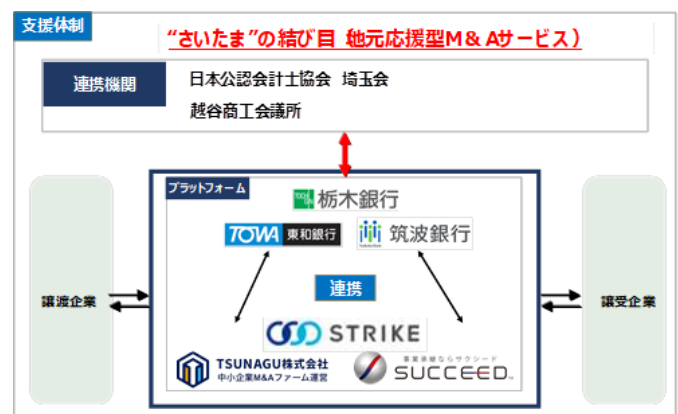 支援体制
“さいたま”の結び目（地元応援型M&Aサービス）
連携機関
日本公認会計士協会 埼玉会
越谷商工会議所
プラットフォーム
栃木銀行
TOWA 東和銀行
筑波銀行
連携
譲渡企業
譲受企業
STRIKE
TSUNAGU株式会社
中小企業M&Aファーム運営
事業承継ならサクシード
SUCCEED